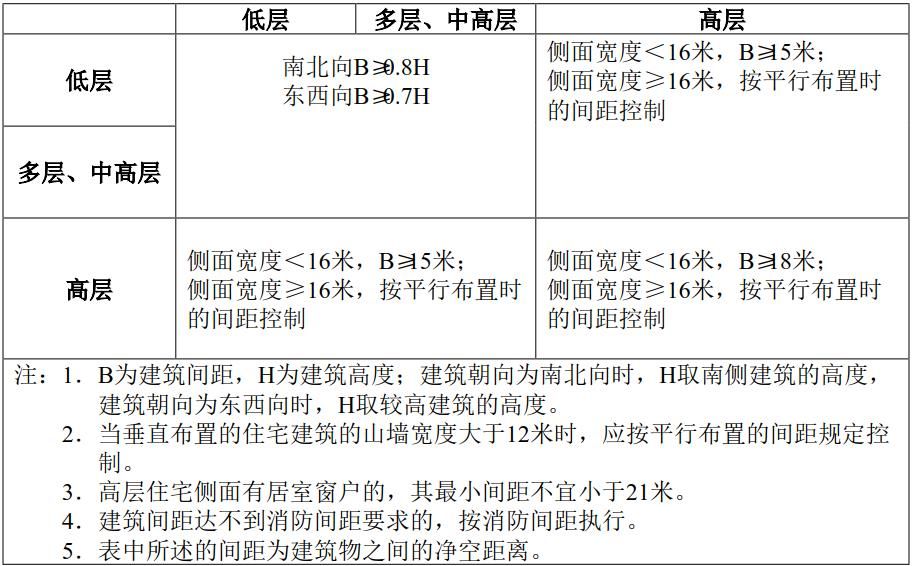 低层
多层、中高层
高层
低层
南北向B≥0.8H
东西向B≥0.7H
侧面宽度＜16米，B≥15米；
侧面宽度≥16米，按平行布置时
的间距控制
多层、中高层
高层
侧面宽度＜16米，B≥15米；
侧面宽度≥16米，按平行布置时
的间距控制
侧面宽度＜16米，B≥18米；
侧面宽度≥16米，按平行布置时
的间距控制
注：1．B为建筑间距，H为建筑高度；建筑朝向为南北向时，H取南侧建筑的高度，
建筑朝向为东西向时，H取较高建筑的高度。
2．当垂直布置的住宅建筑的山墙宽度大于12米时，应按平行布置的间距规定控
制。
3．高层住宅侧面有居室窗户的，其最小间距不宜小于21米。
4．建筑间距达不到消防间距要求的，按消防间距执行。
5．表中所述的间距为建筑物之间的净空距离。